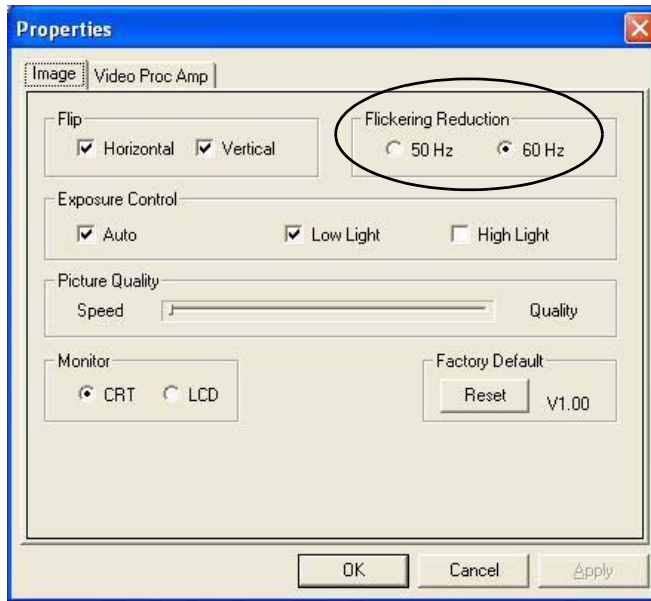 Properties
Image Video Proc Amp
Flip
Horizontal Vertical
Flickering Reduction
50 Hz 60 Hz
Exposure Control
Auto Low Light High Light
Picture Quality
Speed Quality
Monitor
CRT LCD
Factory Default
Reset V1.00
OK Cancel Apply